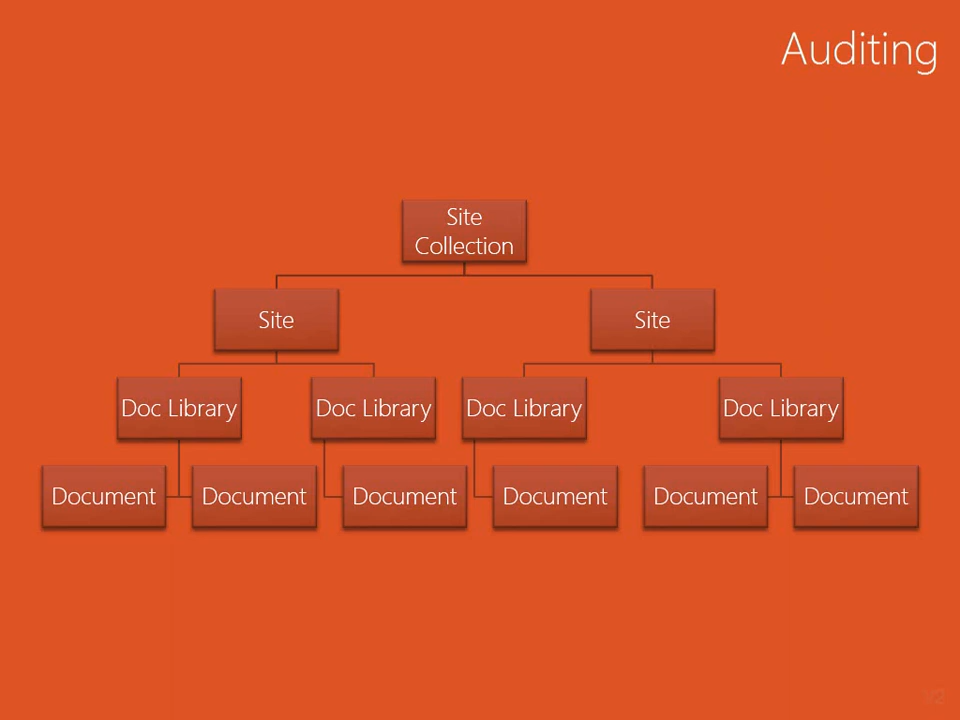 Auditing
Site
Collection
Site
Site
Doc Library
Doc Library
Doc Library
Doc Library
Document
Document
Document
Document
Document
Document